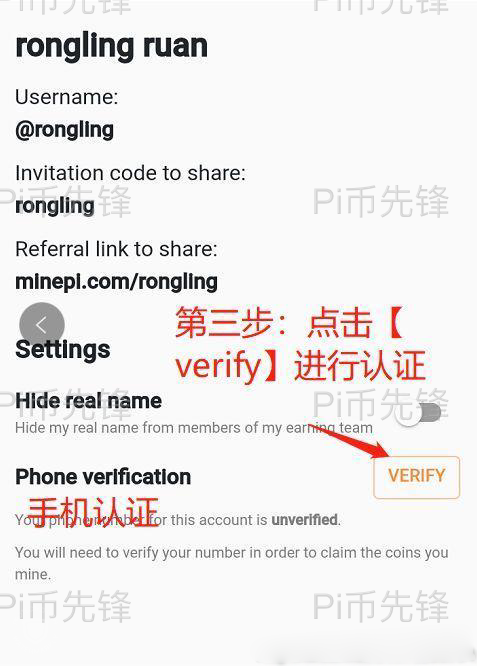 Pi币先锋 Pi币先锋
rongling ruan
Username:
@rongling
Invitation code to share:
Pi币先锋 Pi币先锋
rongling
Referral link to share:
minepi.com/rongling
第三步：点击【
verify】进行认证
Settings
Hide real name
Pi币先锋 Pi币先锋
Hide my real name from members of my earning team
Phone verification
VERIFY
手机认证
Your phone number for this account is unverified.
You will need to verify your number in order to claim the coins you
mine.
Pi币先锋 Pi币先锋